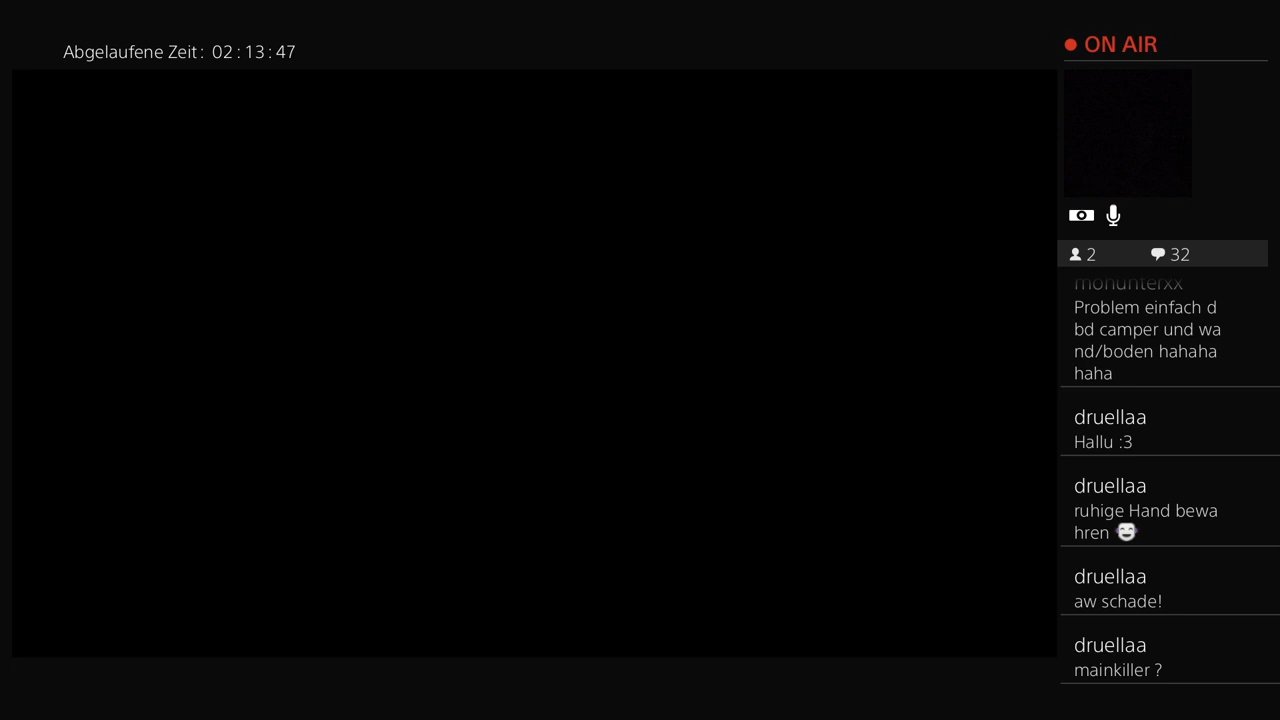 Abgelaufene Zeit: 02:13:47
ON AIR
2 32
mohunterxx
Problem einfach d
bd camper und wa
nd/boden hahaha
haha
druellaa
Hallu :3
druellaa
ruhige Hand bewa
hren
druellaa
aw schade!
druellaa
mainkiller ?